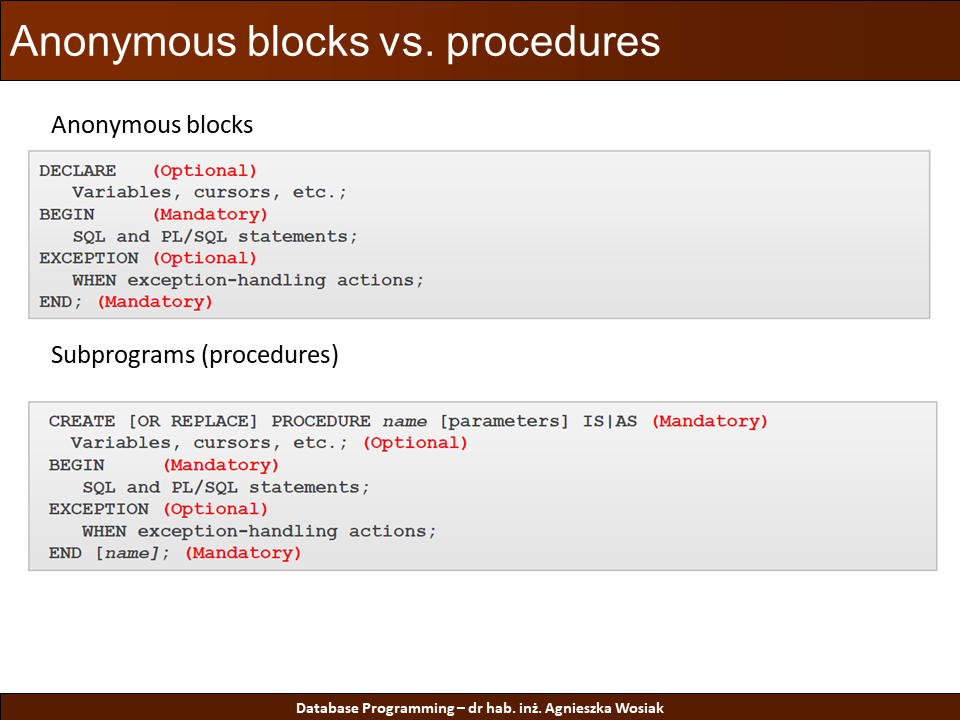 Anonymous blocks vs. procedures
Anonymous blocks
DECLARE (Optional)
Variables, cursors, etc.;
BEGIN (Mandatory)
SQL and PL/SQL statements;
EXCEPTION (Optional)
WHEN exception-handling actions;
END; (Mandatory)
Subprograms (procedures)
CREATE [OR REPLACE] PROCEDURE name [parameters] IS|AS (Mandatory)
Variables, cursors, etc.; (Optional)
BEGIN (Mandatory)
SQL and PL/SQL statements;
EXCEPTION (Optional)
WHEN exception-handling actions;
END [name]; (Mandatory)
Database Programming – dr hab. inż. Agnieszka Wosiak